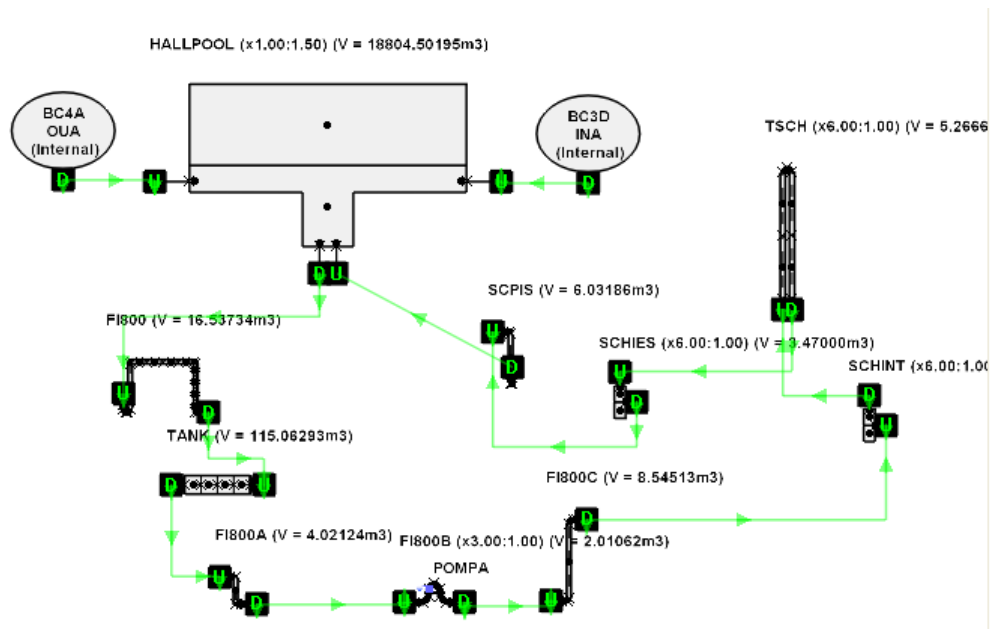 HALLPOOL (x1.00:1.50) (V = 18804.50195m3)
BC4A
OUA
(Internal)
BC3D
INA
(Internal)
TSCH (x6.00:1.00) (V = 5.2666
D
U
U
D
D U
SCPIS (V = 6.03186m3)
FI800 (V = 16.53734m3)
U
D
U D
SCHIES (x6.00:1.00) (V = 3.47000m3)
SCHINT (x6.00:1.00
U
D
U
D
D
U
TANK (V = 115.06293m3)
D
U
FI800C (V = 8.54513m3)
D
FI800A (V = 4.02124m3)
FI800B (x3.00:1.00) (V = 2.01062m3)
POMPA
U
D
U
D
U